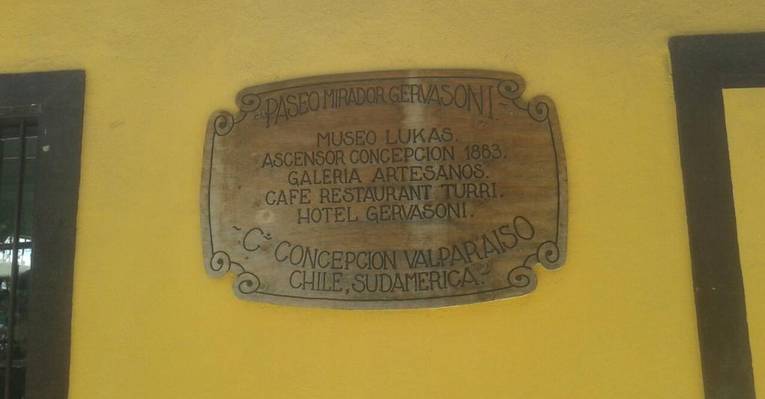 "PASEO MIRADOR GERVASONI"
MUSEO LUKAS.
ASCENSOR CONCEPCION 1883.
GALERIA ARTESANOS.
CAFE RESTAURANT TURRI.
HOTEL GERVASONI.
~Cº CONCEPCION VALPARAISO
CHILE, SUDAMERICA.~